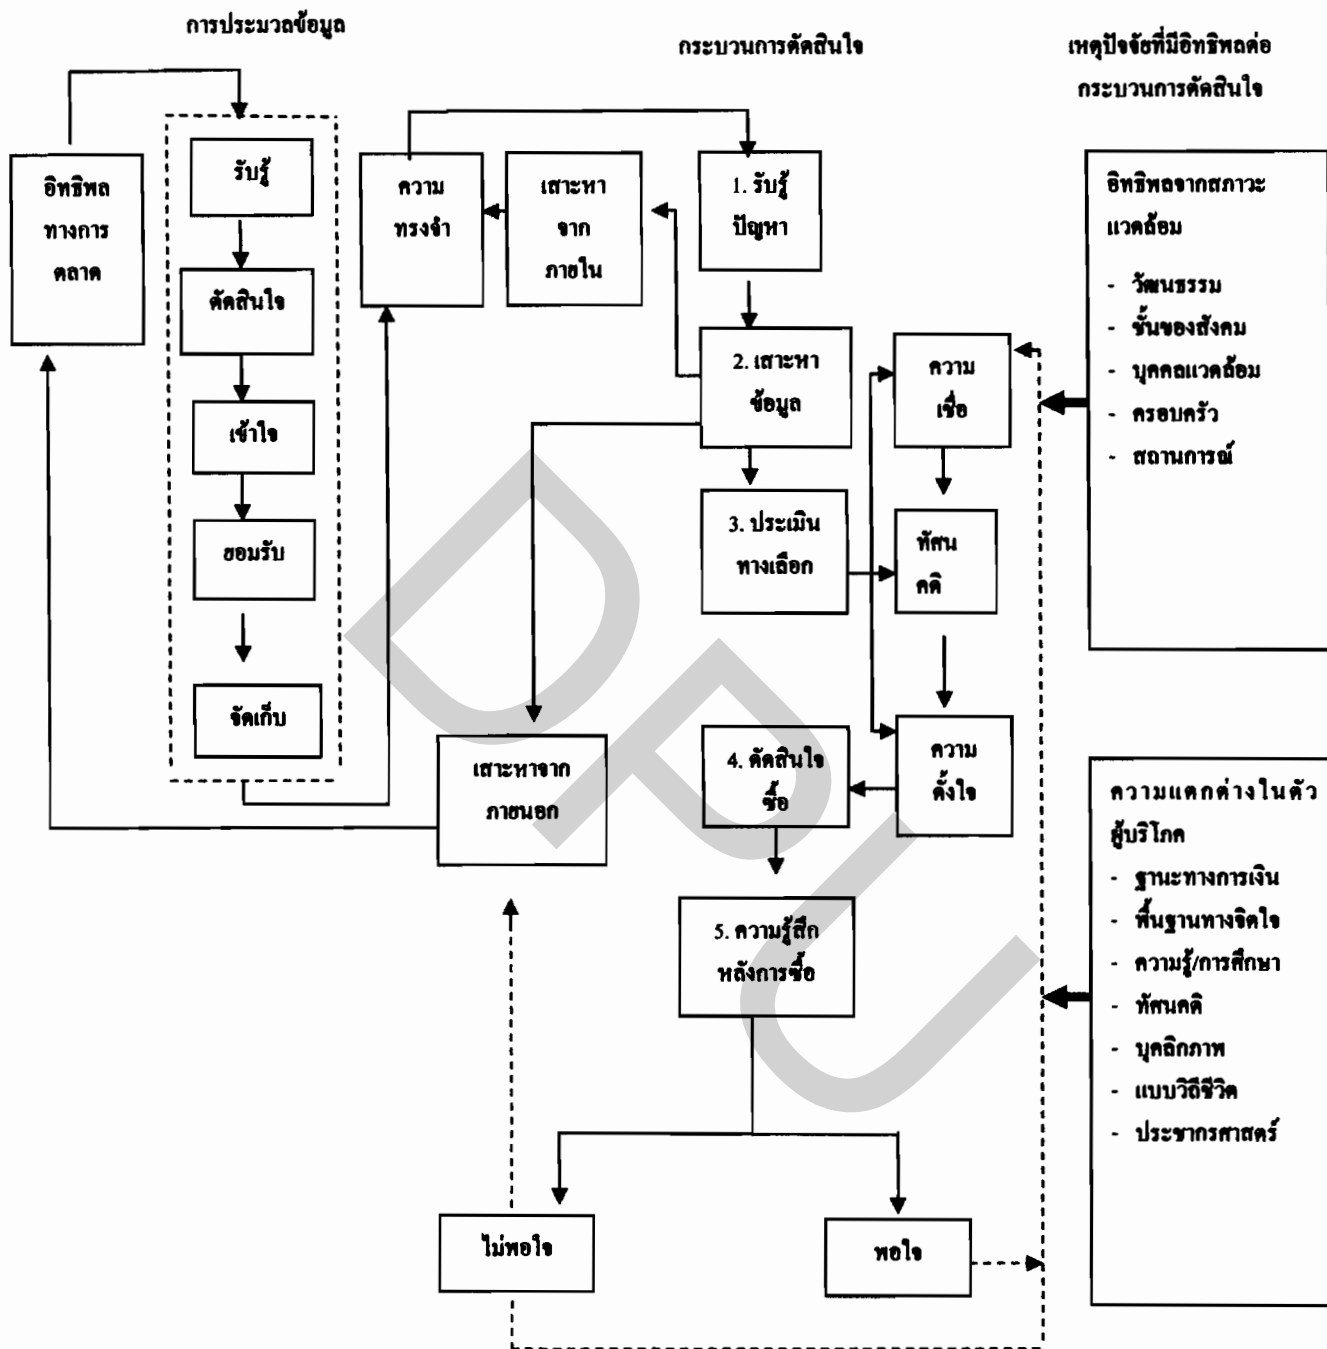 การประมวลข้อมูล
กระบวนการตัดสินใจ
เหตุปัจจัยที่มีอิทธิพลต่อ
กระบวนการตัดสินใจ
อิทธิพล
ทางการ
ตลาด
รับรู้
ตัดสินใจ
เข้าใจ
ยอมรับ
จัดเก็บ
ความ
ทรงจำ
เสาะหา
จาก
ภายใน
เสาะหาจาก
ภายนอก
1. รับรู้
ปัญหา
2. เสาะหา
ข้อมูล
3. ประเมิน
ทางเลือก
4. ตัดสินใจ
ซื้อ
5. ความรู้สึก
หลังการซื้อ
ความ
เชื่อ
ทัศน
คติ
ความ
ตั้งใจ
ไม่พอใจ
พอใจ
อิทธิพลจากสภาวะ
แวดล้อม
- วัฒนธรรม
- ชั้นของสังคม
- บุคคลแวดล้อม
- ครอบครัว
- สถานการณ์
ความแตกต่างในตัว
ผู้บริโภค
- ฐานะทางการเงิน
- พื้นฐานทางจิตใจ
- ความรู้/การศึกษา
- ทัศนคติ
- บุคลิกภาพ
- แบบวิถีชีวิต
- ประชากรศาสตร์
DPU